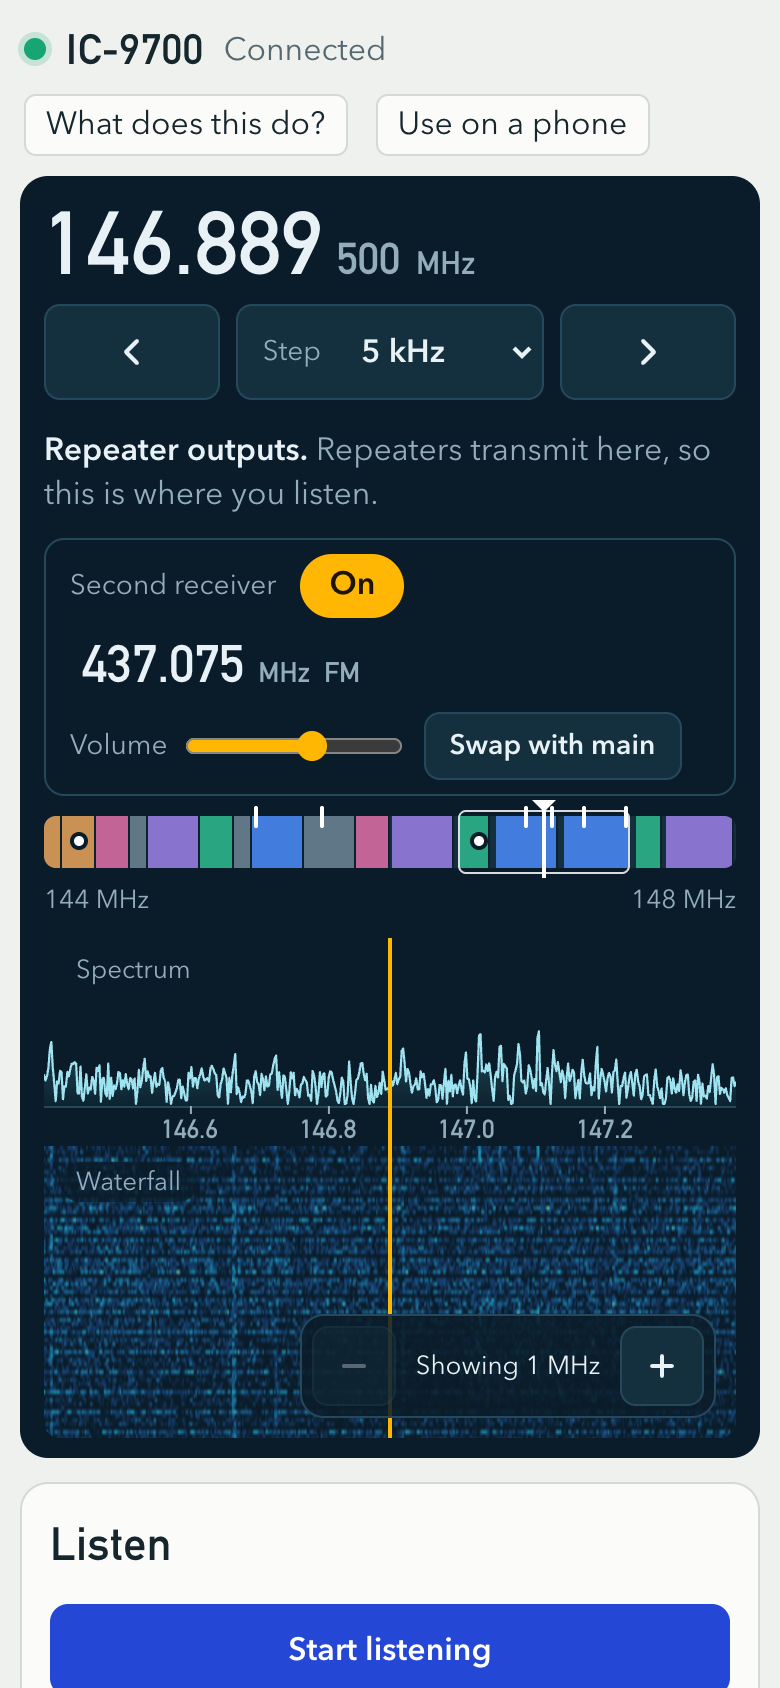 IC-9700 Connected
What does this do? Use on a phone
146.889 500 MHz
Step 5 kHz
Repeater outputs. Repeaters transmit here, so
this is where you listen.
Second receiver On
437.075 MHz FM
Volume Swap with main
144 MHz 148 MHz
Spectrum
146.6 146.8 147.0 147.2
Waterfall
Showing 1 MHz
Listen
Start listening